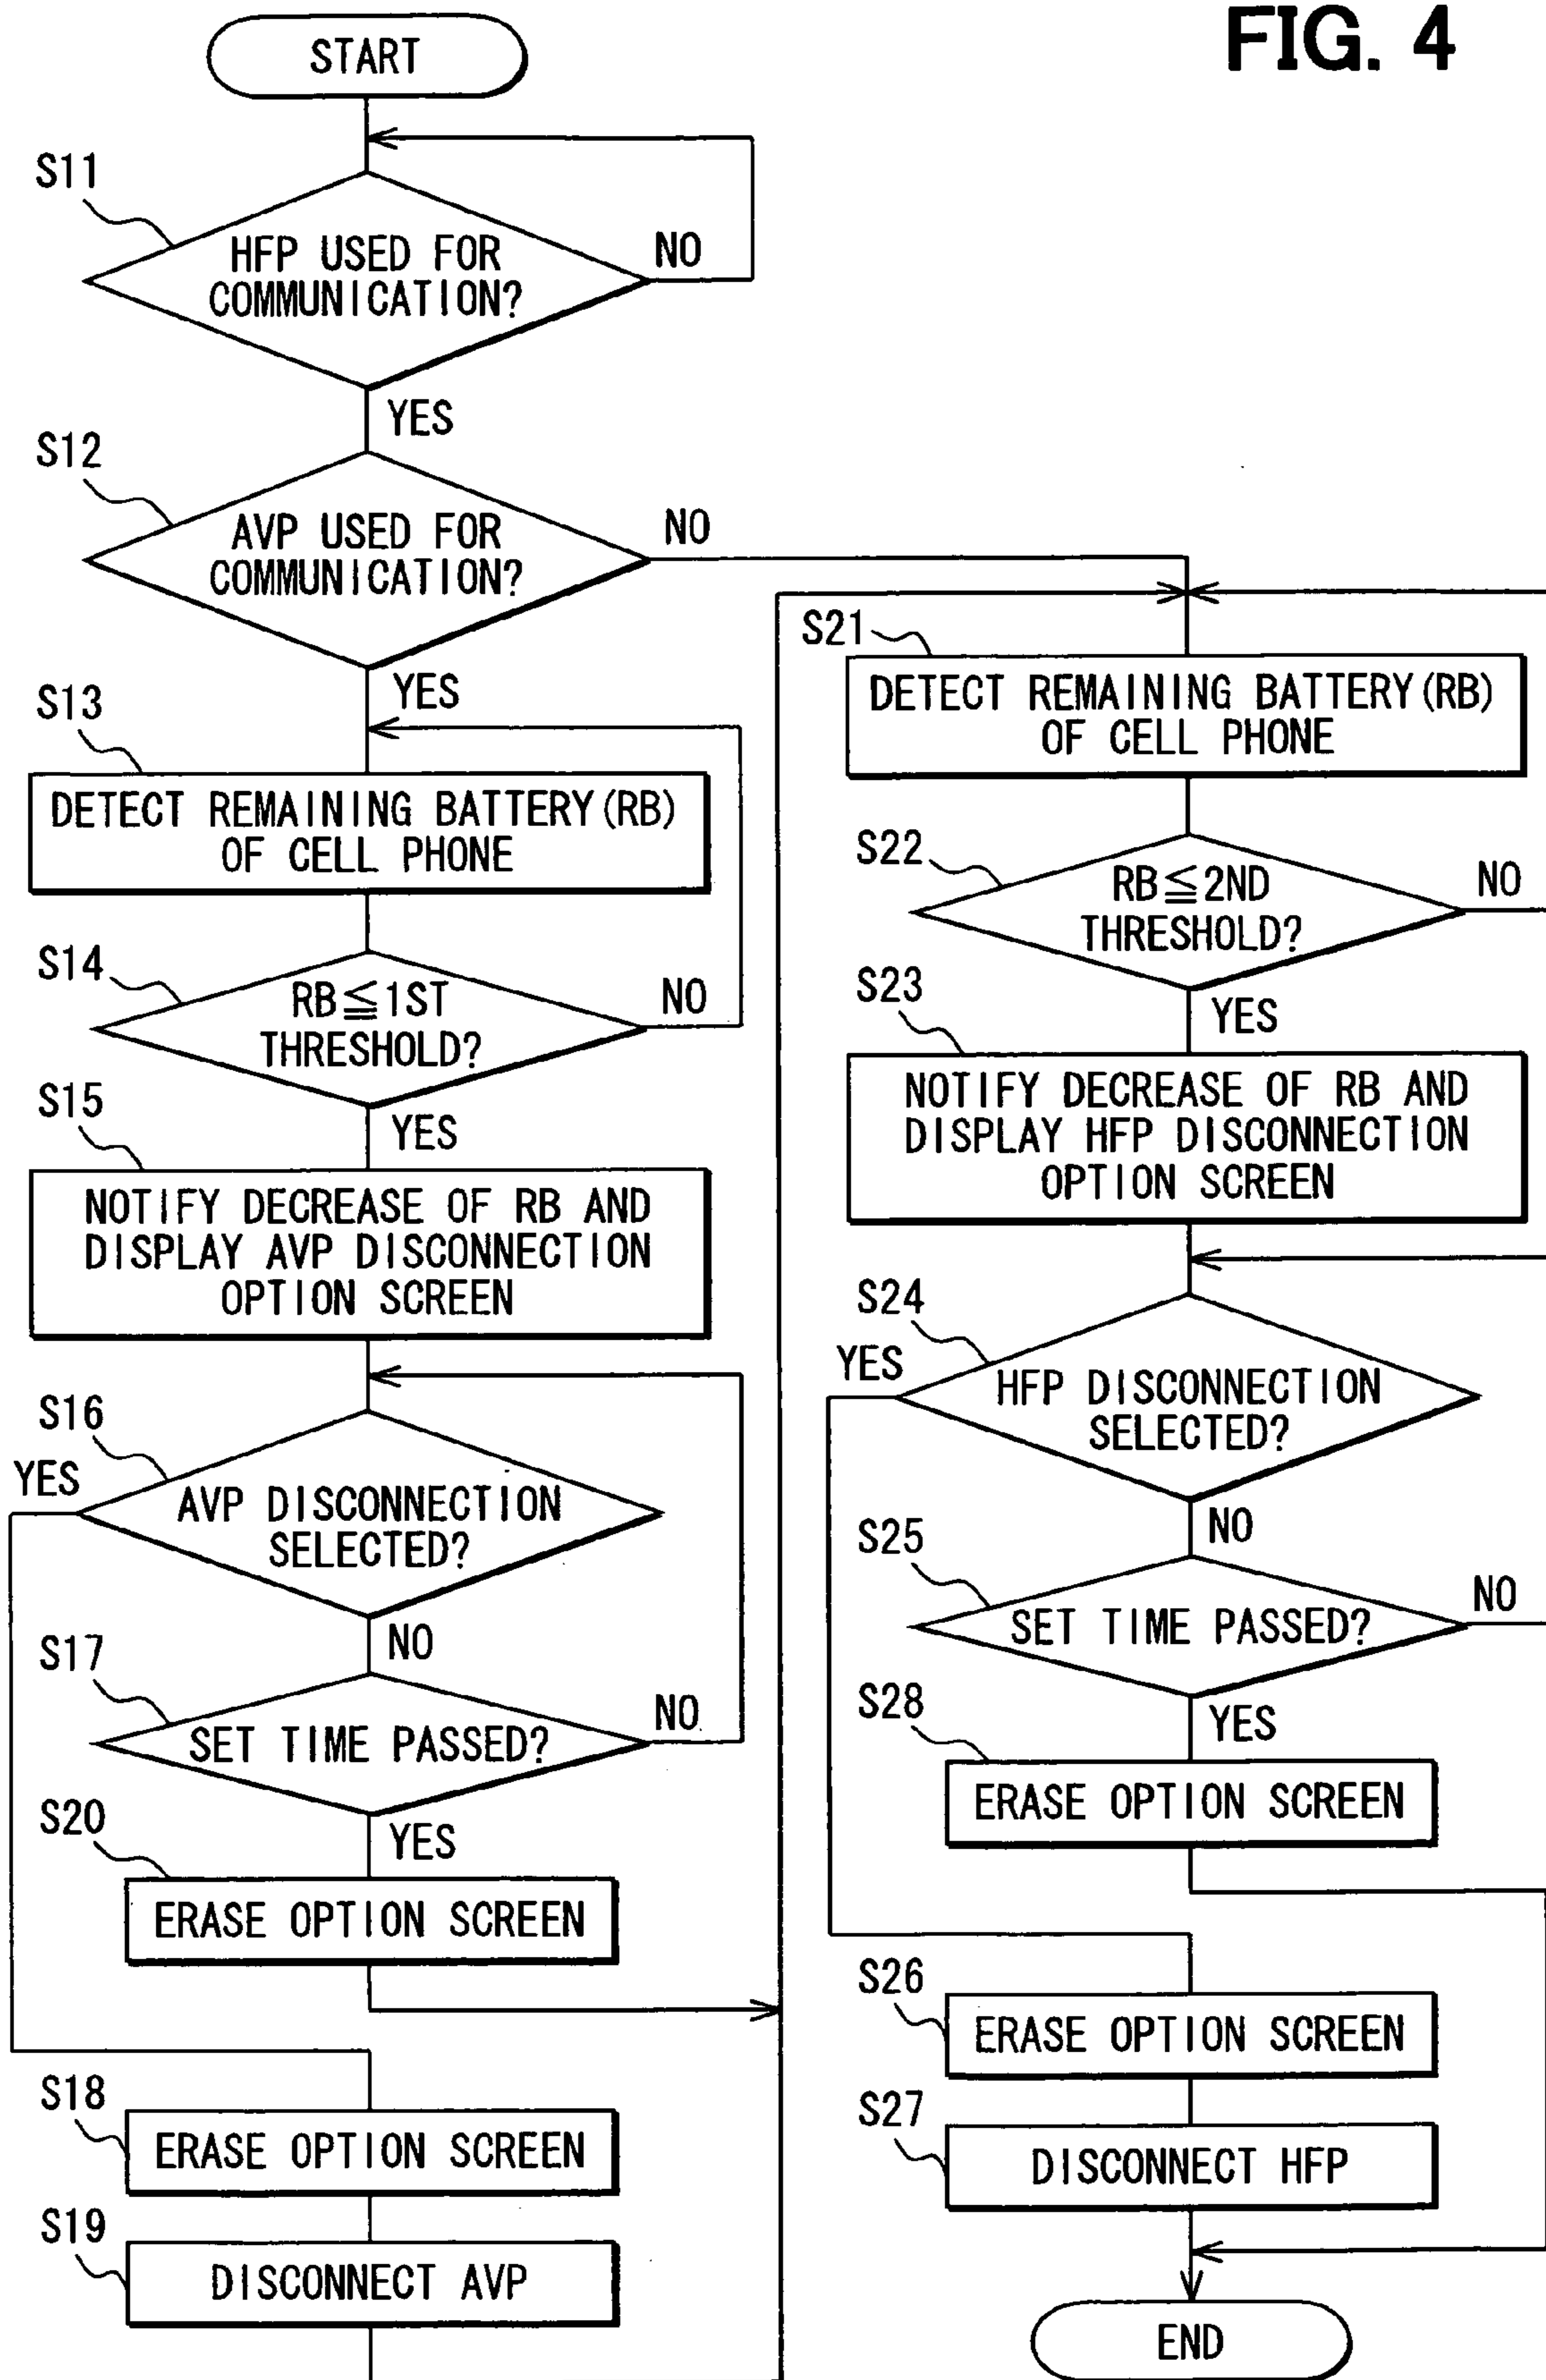 FIG. 4
START
S11
HFP USED FOR
COMMUNICATION?
NO
YES
S12
AVP USED FOR
COMMUNICATION?
NO
YES
S13
DETECT REMAINING BATTERY(RB)
OF CELL PHONE
S14
RB≦1ST
THRESHOLD?
NO
YES
S15
NOTIFY DECREASE OF RB AND
DISPLAY AVP DISCONNECTION
OPTION SCREEN
S16
YES
AVP DISCONNECTION
SELECTED?
NO
S17
SET TIME PASSED?
NO
YES
S20
ERASE OPTION SCREEN
S18
ERASE OPTION SCREEN
S19
DISCONNECT AVP
S21
DETECT REMAINING BATTERY(RB)
OF CELL PHONE
S22
RB≦2ND
THRESHOLD?
NO
YES
S23
NOTIFY DECREASE OF RB AND
DISPLAY HFP DISCONNECTION
OPTION SCREEN
S24
YES
HFP DISCONNECTION
SELECTED?
NO
S25
SET TIME PASSED?
NO
YES
S28
ERASE OPTION SCREEN
S26
ERASE OPTION SCREEN
S27
DISCONNECT HFP
END